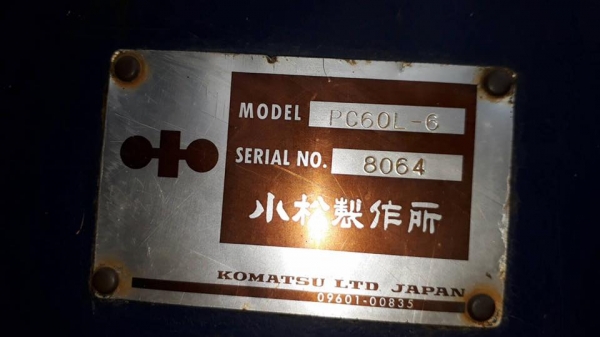 MODEL PC60L-6
SERIAL NO. 8064
小松製作所
KOMATSU LTD. JAPAN
09601-00835